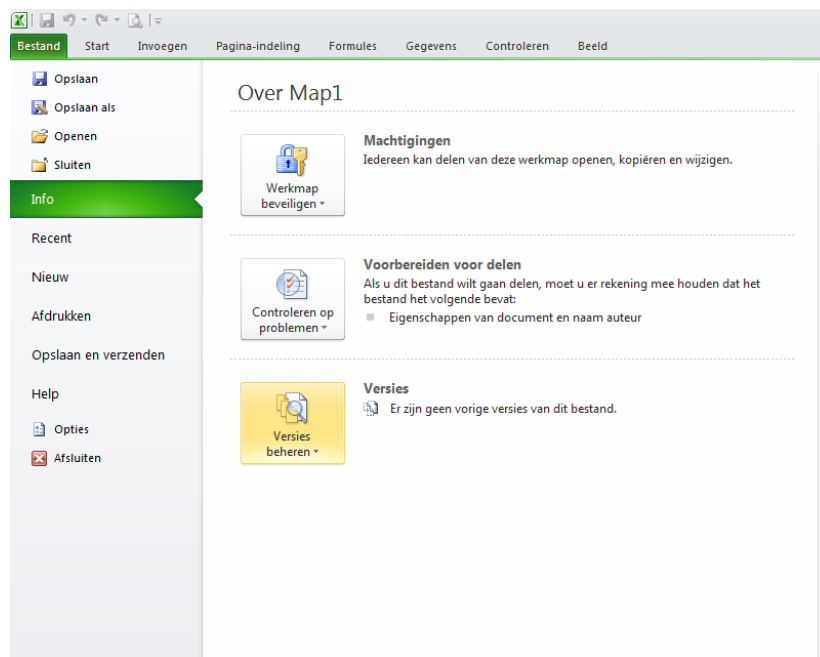 Bestand Start Invoegen Pagina-indeling Formules Gegevens Controleren Beeld
Opslaan
Opslaan als
Openen
Sluiten
Info
Recent
Nieuw
Afdrukken
Opslaan en verzenden
Help
Opties
Afsluiten
Over Map1
Werkmap
beveiligen
Machtigingen
Iedereen kan delen van deze werkmap openen, kopiëren en wijzigen.
Controleren op
problemen
Voorbereiden voor delen
Als u dit bestand wilt gaan delen, moet u er rekening mee houden dat het
bestand het volgende bevat:
Eigenschappen van document en naam auteur
Versies
beheren
Versies
Er zijn geen vorige versies van dit bestand.